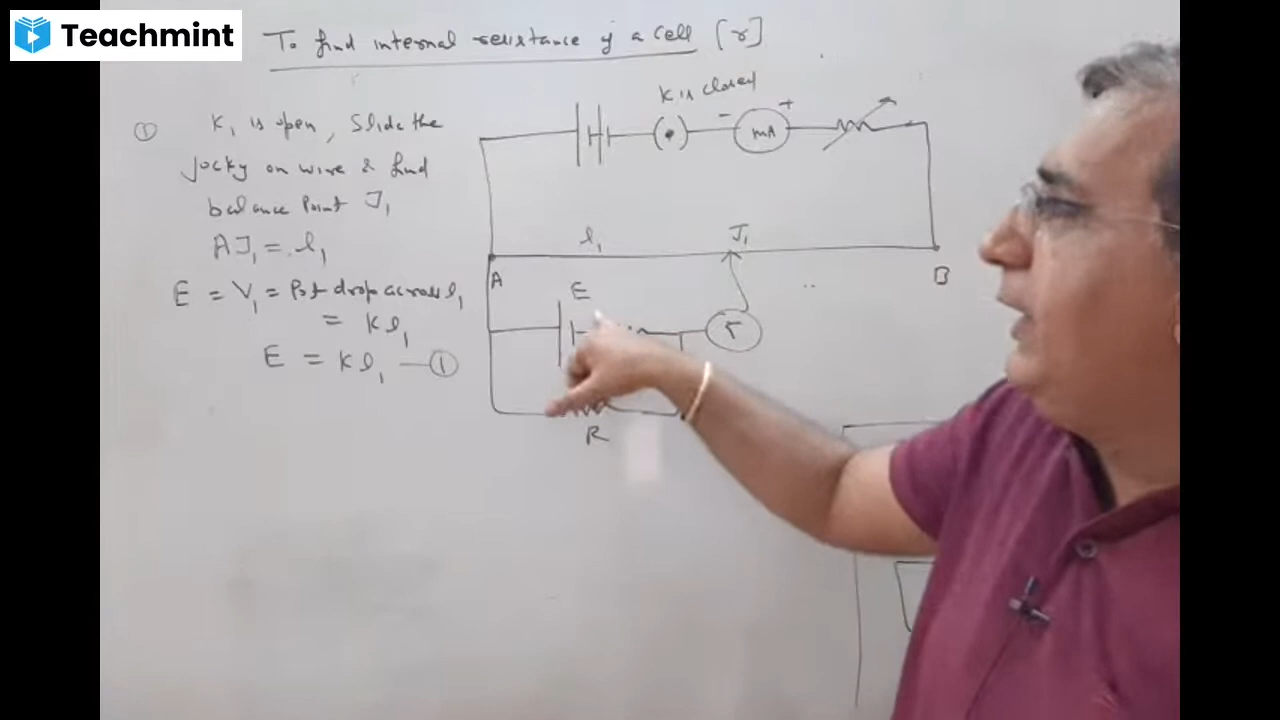 Teachmint
To find internal resistance of a cell [r]
K is closed
① K₁ is open, Slide the
Jocky on wire & find
balance Point J₁
AJ₁ = l₁
E = V₁ = Pot drop across l₁
= Kl₁
E = Kl₁ —①
- mA +
l₁ J₁
A B
E
R